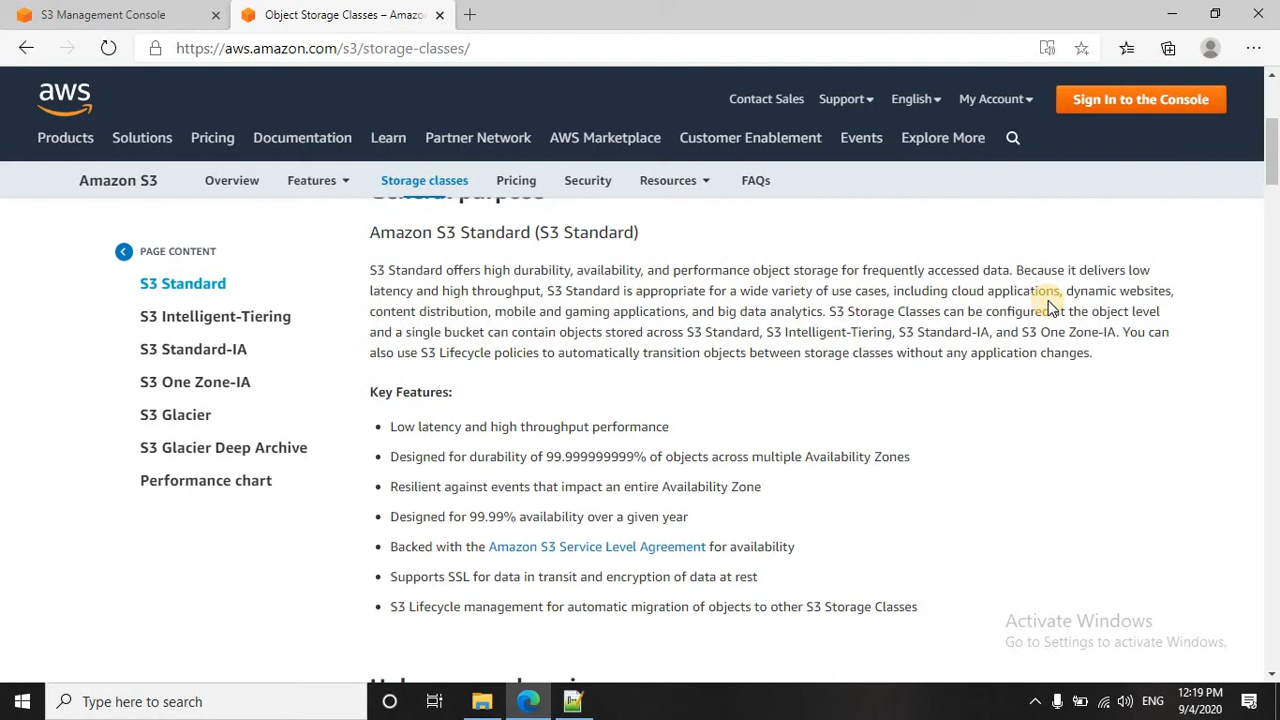 S3 Management Console
Object Storage Classes – Amazo
https://aws.amazon.com/s3/storage-classes/
aws
Contact Sales Support English My Account Sign In to the Console
Products Solutions Pricing Documentation Learn Partner Network AWS Marketplace Customer Enablement Events Explore More
Amazon S3 Overview Features Storage classes Pricing Security Resources FAQs
General purpose
PAGE CONTENT
S3 Standard
S3 Intelligent-Tiering
S3 Standard-IA
S3 One Zone-IA
S3 Glacier
S3 Glacier Deep Archive
Performance chart
Amazon S3 Standard (S3 Standard)
S3 Standard offers high durability, availability, and performance object storage for frequently accessed data. Because it delivers low
latency and high throughput, S3 Standard is appropriate for a wide variety of use cases, including cloud applications, dynamic websites,
content distribution, mobile and gaming applications, and big data analytics. S3 Storage Classes can be configured at the object level
and a single bucket can contain objects stored across S3 Standard, S3 Intelligent-Tiering, S3 Standard-IA, and S3 One Zone-IA. You can
also use S3 Lifecycle policies to automatically transition objects between storage classes without any application changes.
Key Features:
• Low latency and high throughput performance
• Designed for durability of 99.999999999% of objects across multiple Availability Zones
• Resilient against events that impact an entire Availability Zone
• Designed for 99.99% availability over a given year
• Backed with the Amazon S3 Service Level Agreement for availability
• Supports SSL for data in transit and encryption of data at rest
• S3 Lifecycle management for automatic migration of objects to other S3 Storage Classes
Activate Windows
Go to Settings to activate Windows.
Type here to search
ENG
12:19 PM
9/4/2020